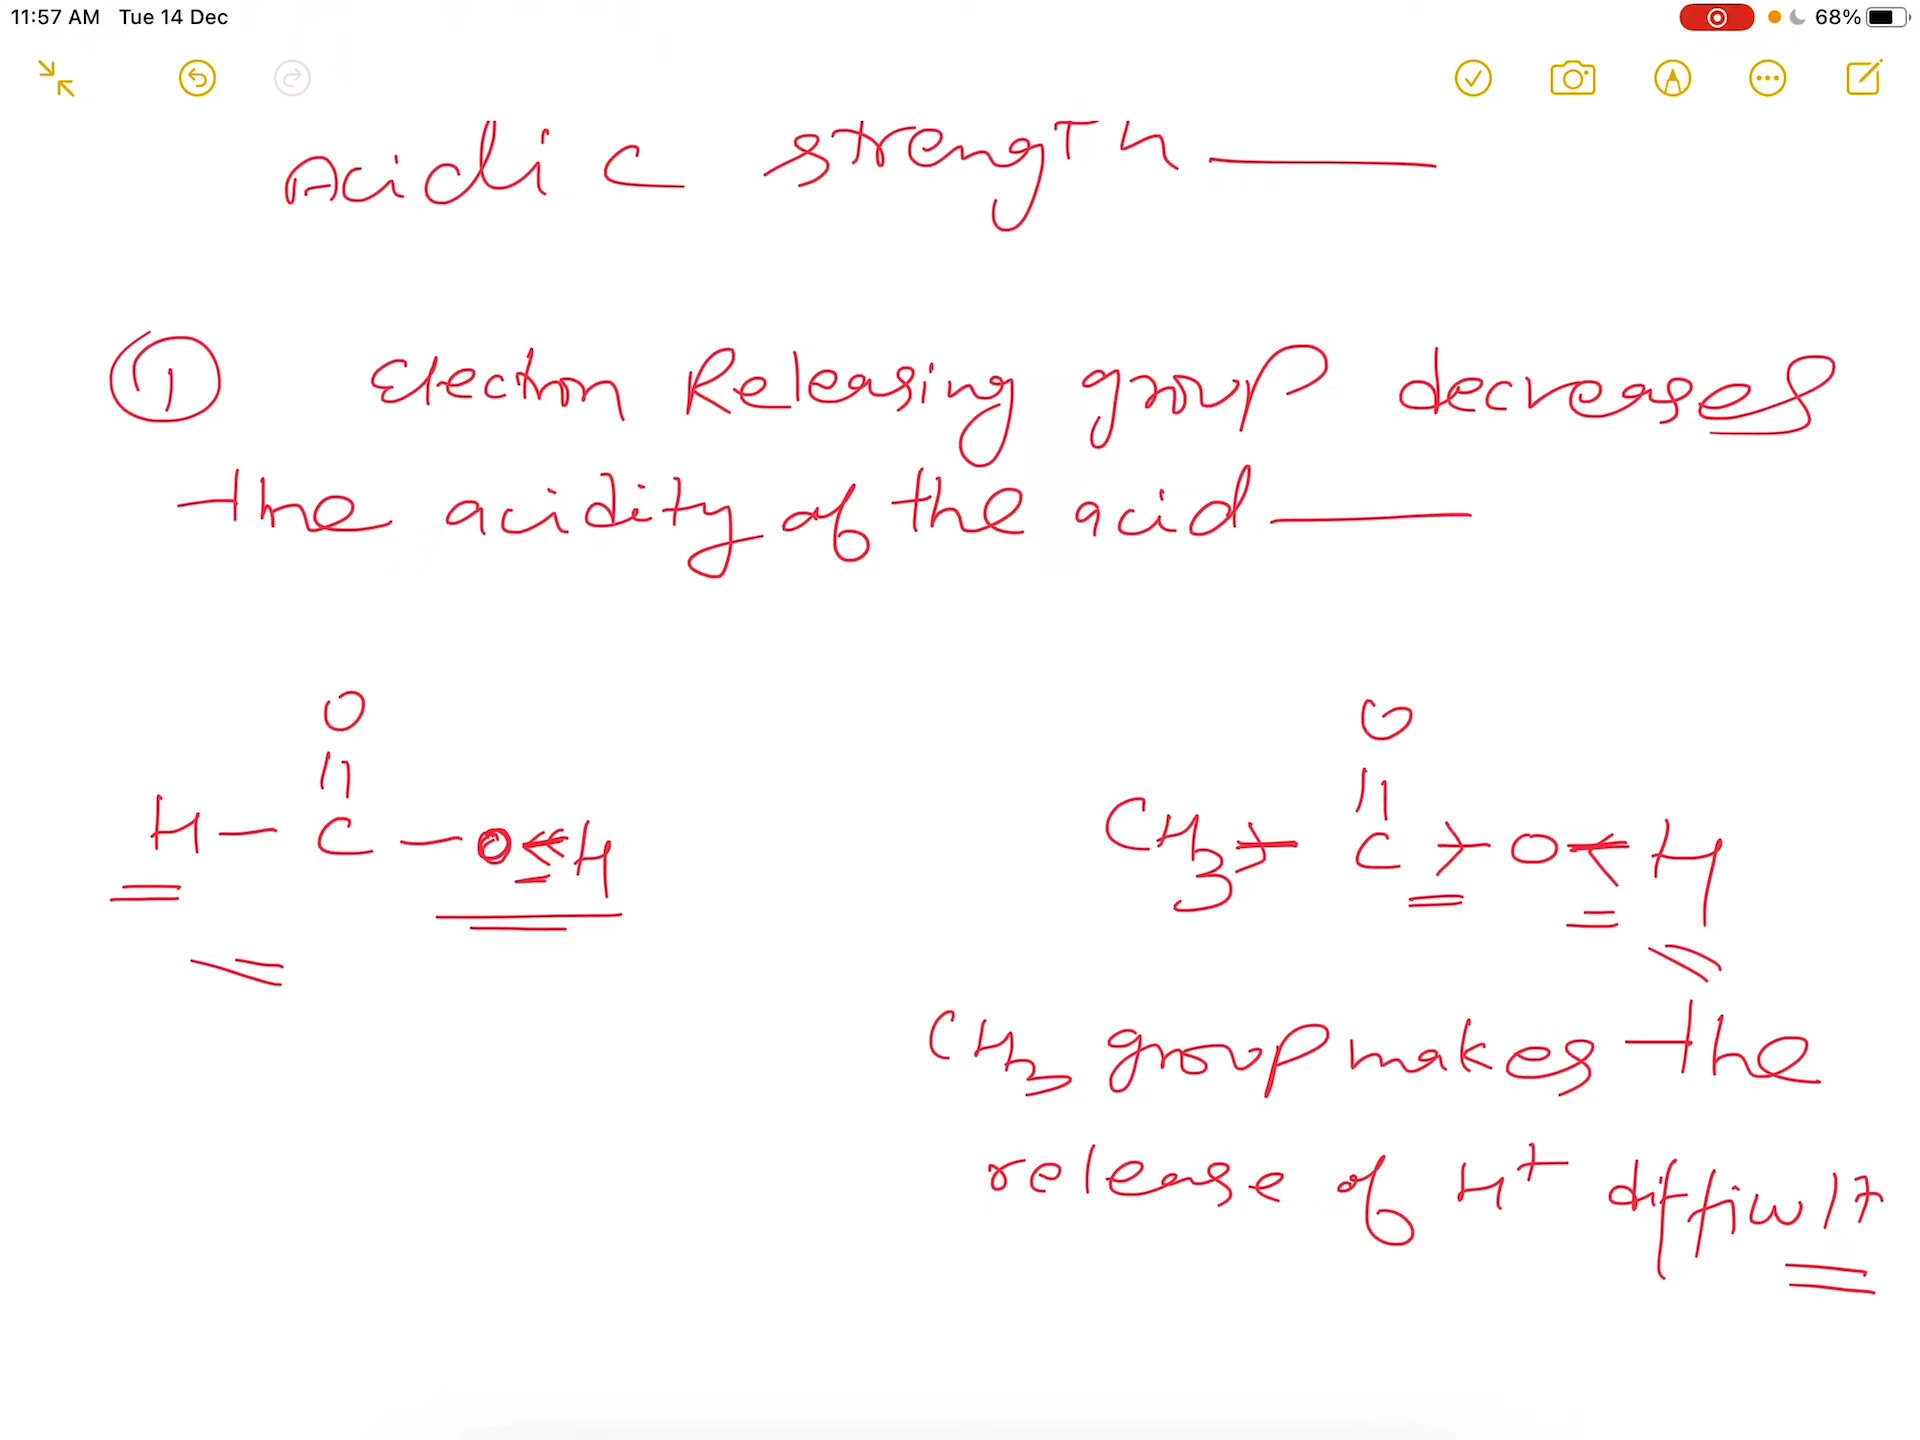 11:57 AM Tue 14 Dec 68%
Acidic strength
① Electron Releasing group decreases
the acidity of the acid
O O
|| ||
H - C - O < H CH3 > C > O < H
CH3 group makes the
release of H+ difficult